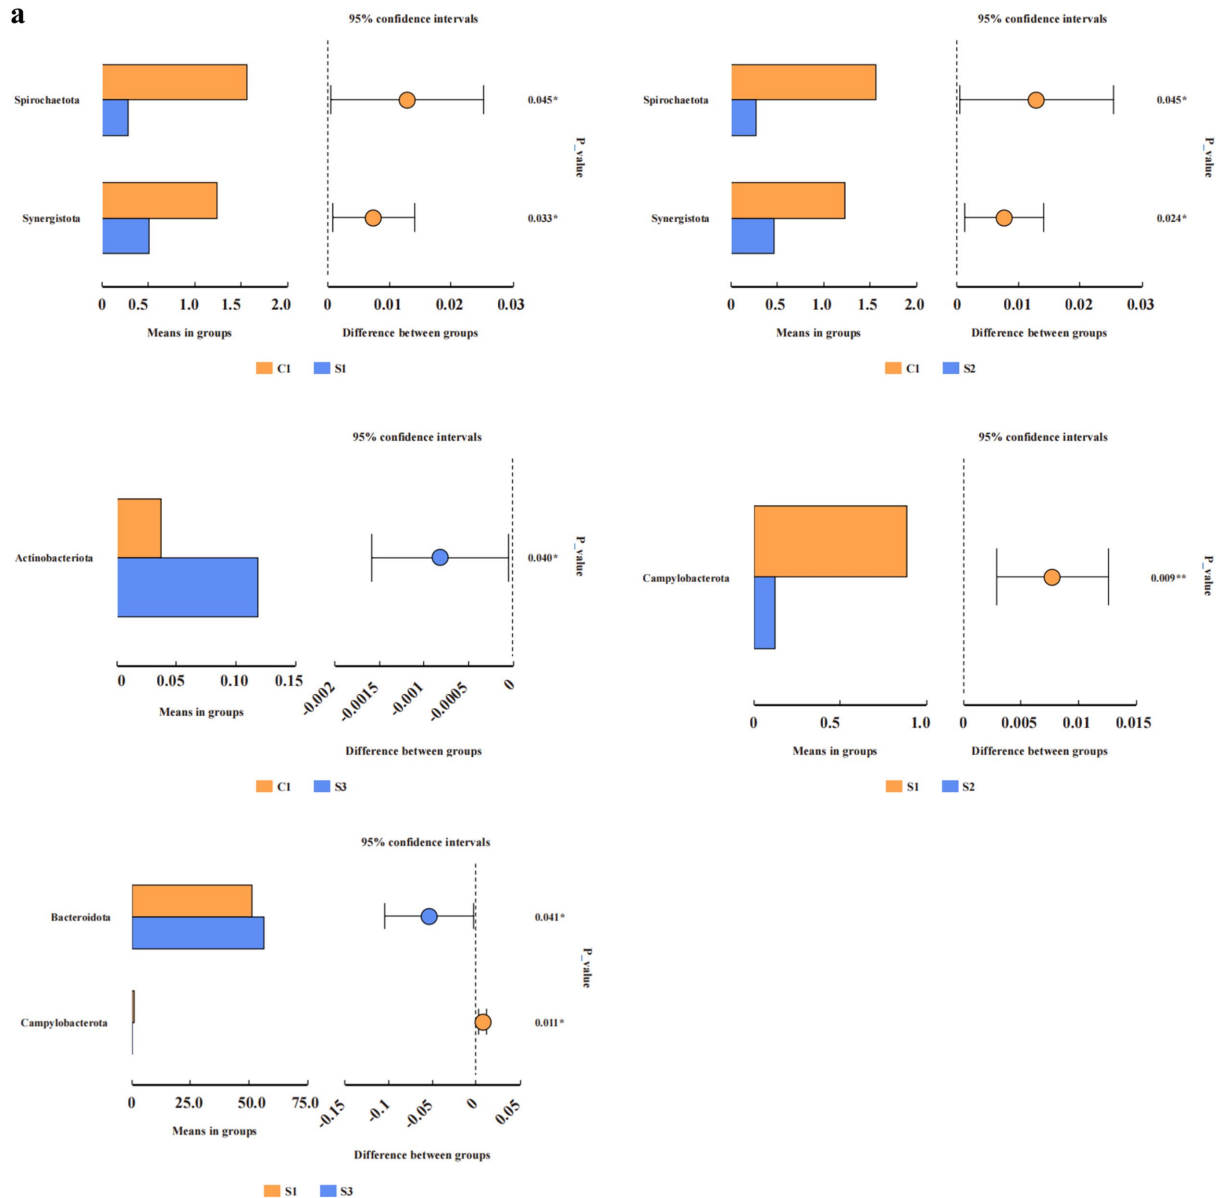 a
95% confidence intervals
Spirochaetota
0.045*
Synergistota
0.033*
P_value
0 0.5 1.0 1.5 2.0
0 0.01 0.02 0.03
Means in groups
Difference between groups
C1 S1
95% confidence intervals
Spirochaetota
0.045*
Synergistota
0.024*
P_value
0 0.5 1.0 1.5 2.0
0 0.01 0.02 0.03
Means in groups
Difference between groups
C1 S2
95% confidence intervals
Actinobacteriota
0.040*
P_value
0 0.05 0.10 0.15
-0.002 -0.0015 -0.001 -0.0005 0
Means in groups
Difference between groups
C1 S3
95% confidence intervals
Campylobacterota
0.009**
P_value
0 0.5 1.0
0 0.005 0.01 0.015
Means in groups
Difference between groups
S1 S2
95% confidence intervals
Bacteroidota
0.041*
Campylobacterota
0.011*
P_value
0 25.0 50.0 75.0
-0.15 -0.1 -0.05 0 0.05
Means in groups
Difference between groups
S1 S3